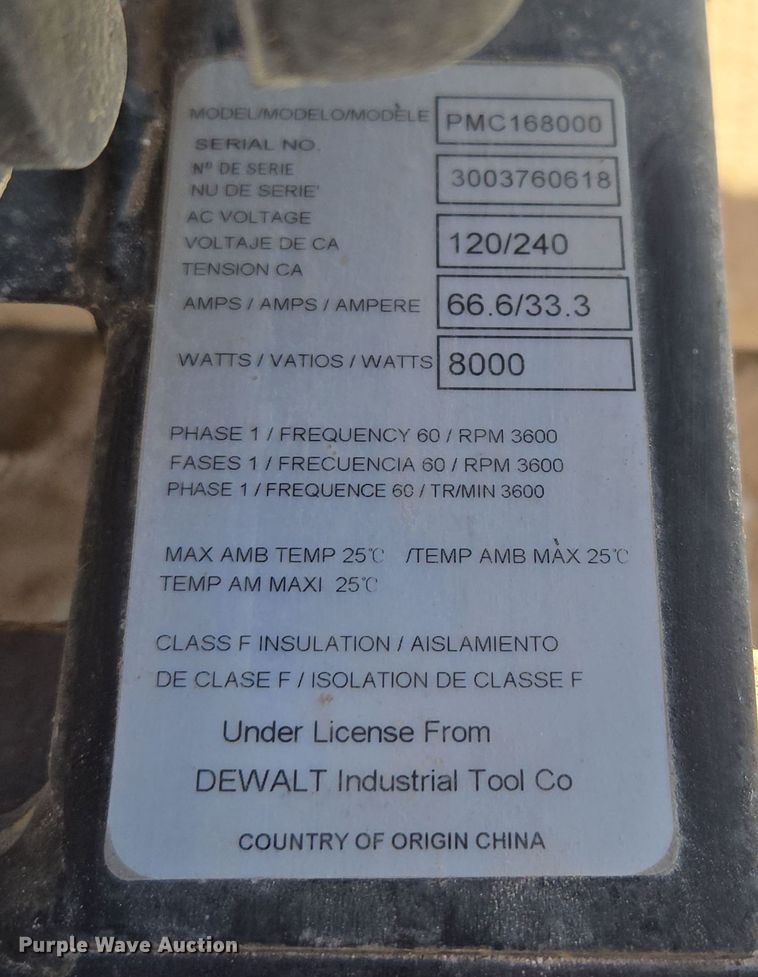 MODEL/MODELO/MODÈLE PMC168000
SERIAL NO.
Nº DE SERIE 3003760618
NU DE SERIE'
AC VOLTAGE
VOLTAJE DE CA 120/240
TENSION CA
AMPS / AMPS / AMPERE 66.6/33.3
WATTS / VATIOS / WATTS 8000
PHASE 1 / FREQUENCY 60 / RPM 3600
FASES 1 / FRECUENCIA 60 / RPM 3600
PHASE 1 / FREQUENCE 60 / TR/MIN 3600
MAX AMB TEMP 25℃ /TEMP AMB MÀX 25℃
TEMP AM MAXI 25℃
CLASS F INSULATION / AISLAMIENTO
DE CLASE F / ISOLATION DE CLASSE F
Under License From
DEWALT Industrial Tool Co
COUNTRY OF ORIGIN CHINA
Purple Wave Auction